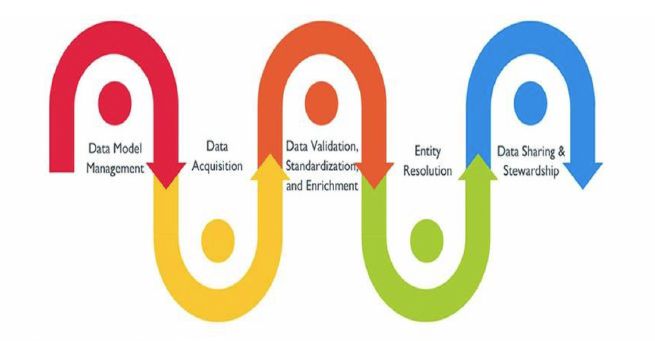 Data Model
Management
Data
Acquisition
Data Validation,
Standardization,
and Enrichment
Entity
Resolution
Data Sharing &
Stewardship